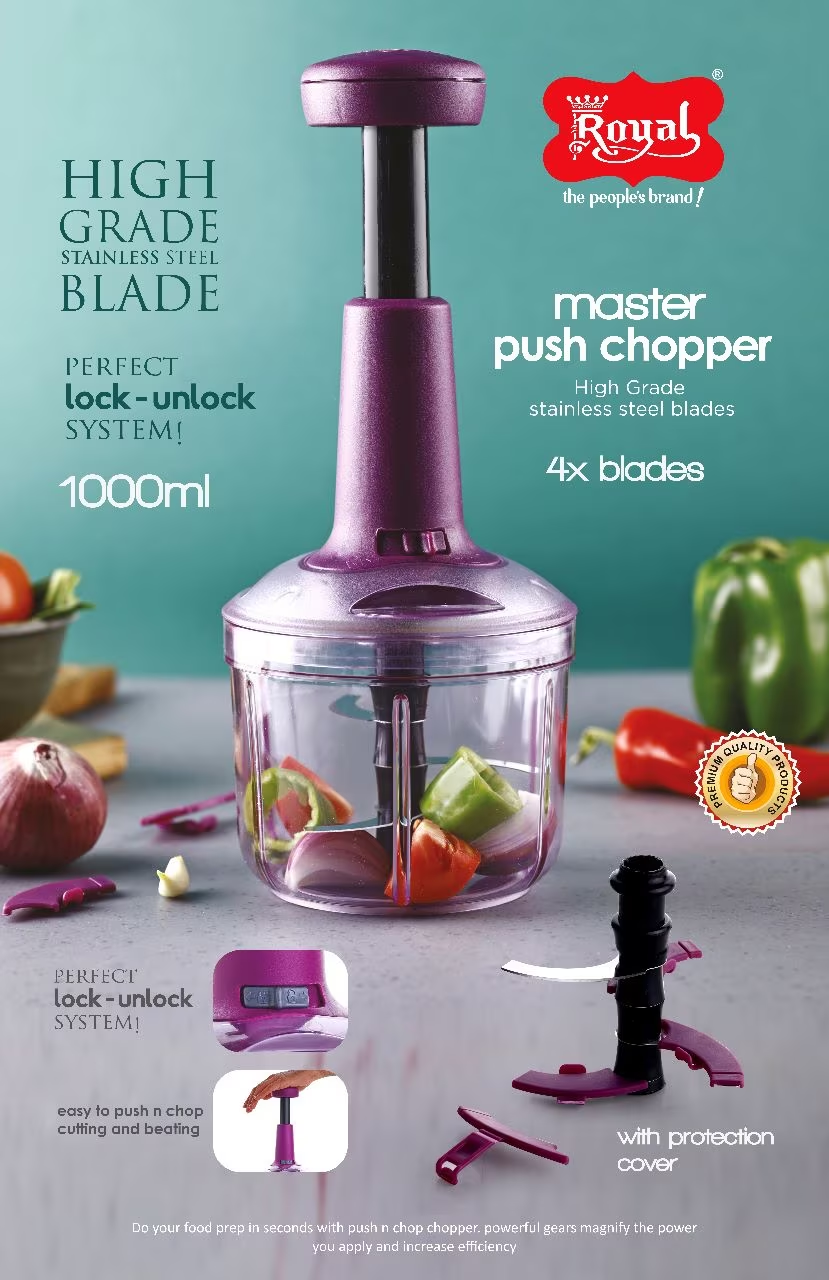 Royal
®
the people's brand!
HIGH
GRADE
STAINLESS STEEL
BLADE
PERFECT
lock-unlock
SYSTEM!
1000ml
master
push chopper
High Grade
stainless steel blades
4x blades
PREMIUM QUALITY PRODUCTS
PERFECT
lock-unlock
SYSTEM!
easy to push n chop
cutting and beating
with protection
cover
Do your food prep in seconds with push n chop chopper. powerful gears magnify the power
you apply and increase efficiency